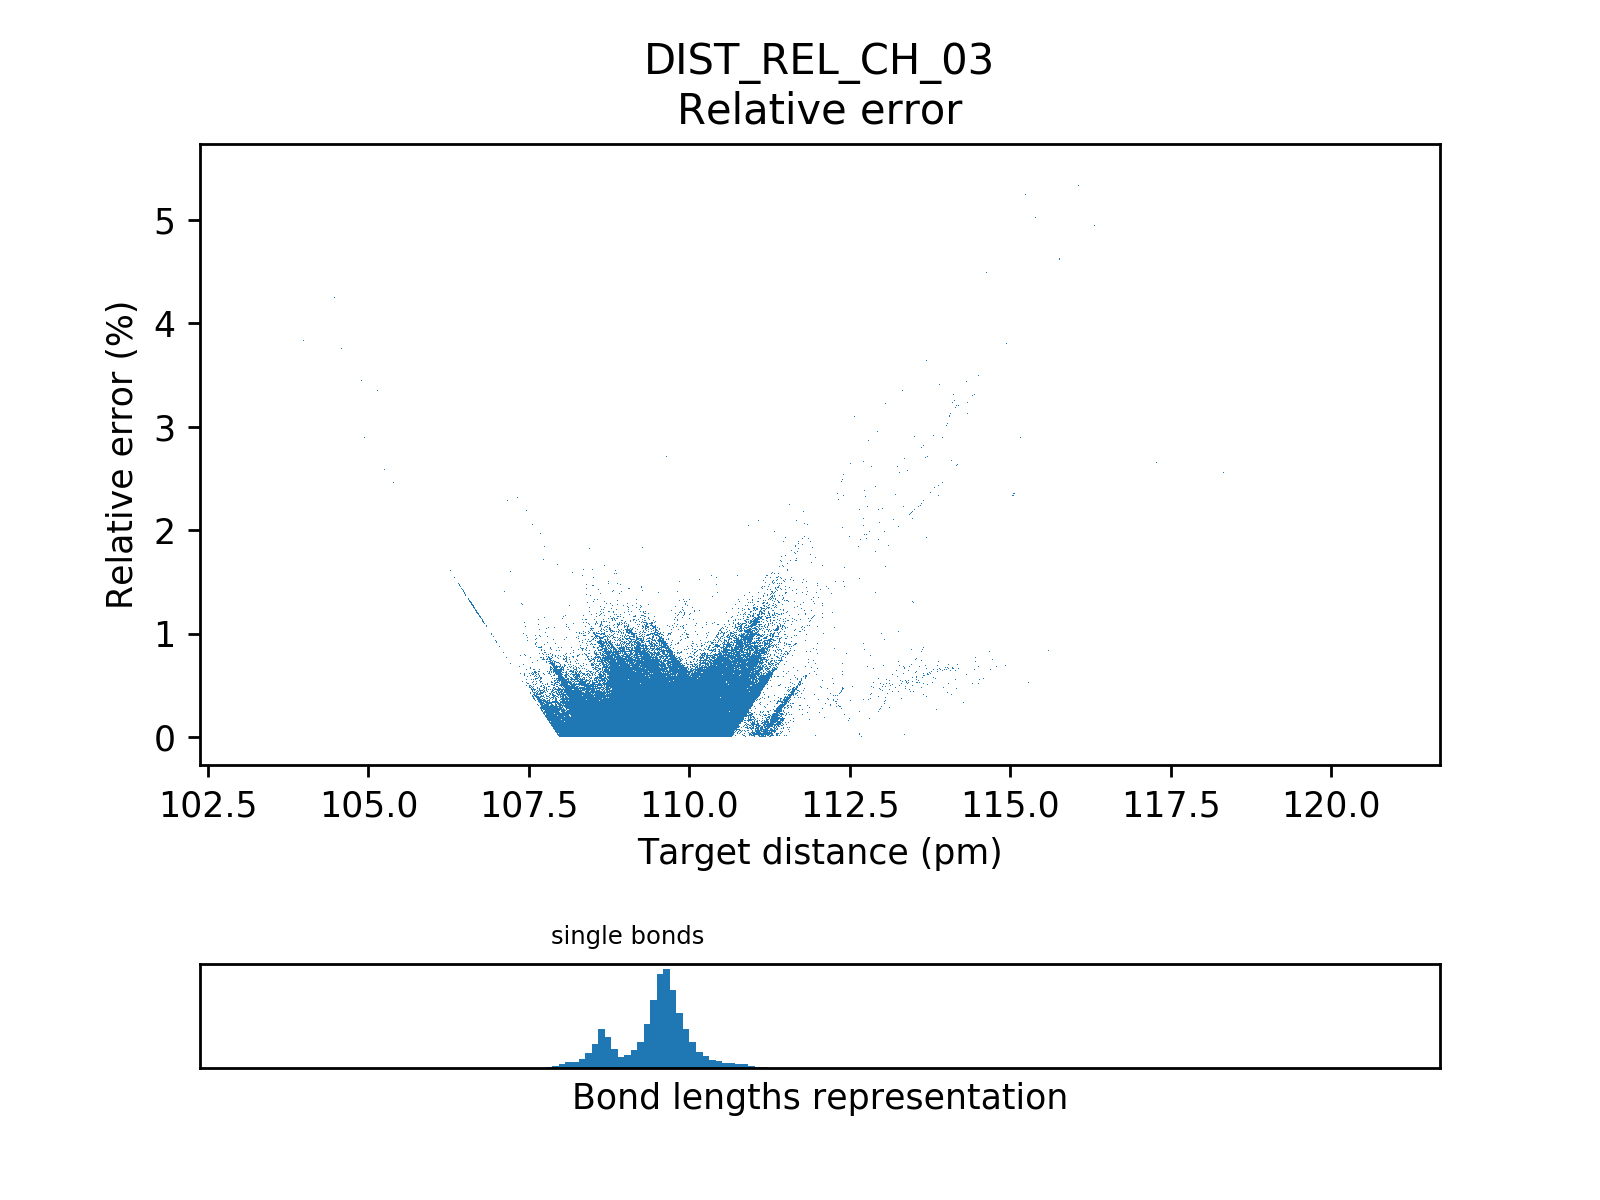 DIST_REL_CH_03
Relative error
Relative error (%)
5
4
3
2
1
0
102.5 105.0 107.5 110.0 112.5 115.0 117.5 120.0
Target distance (pm)
single bonds
Bond lengths representation